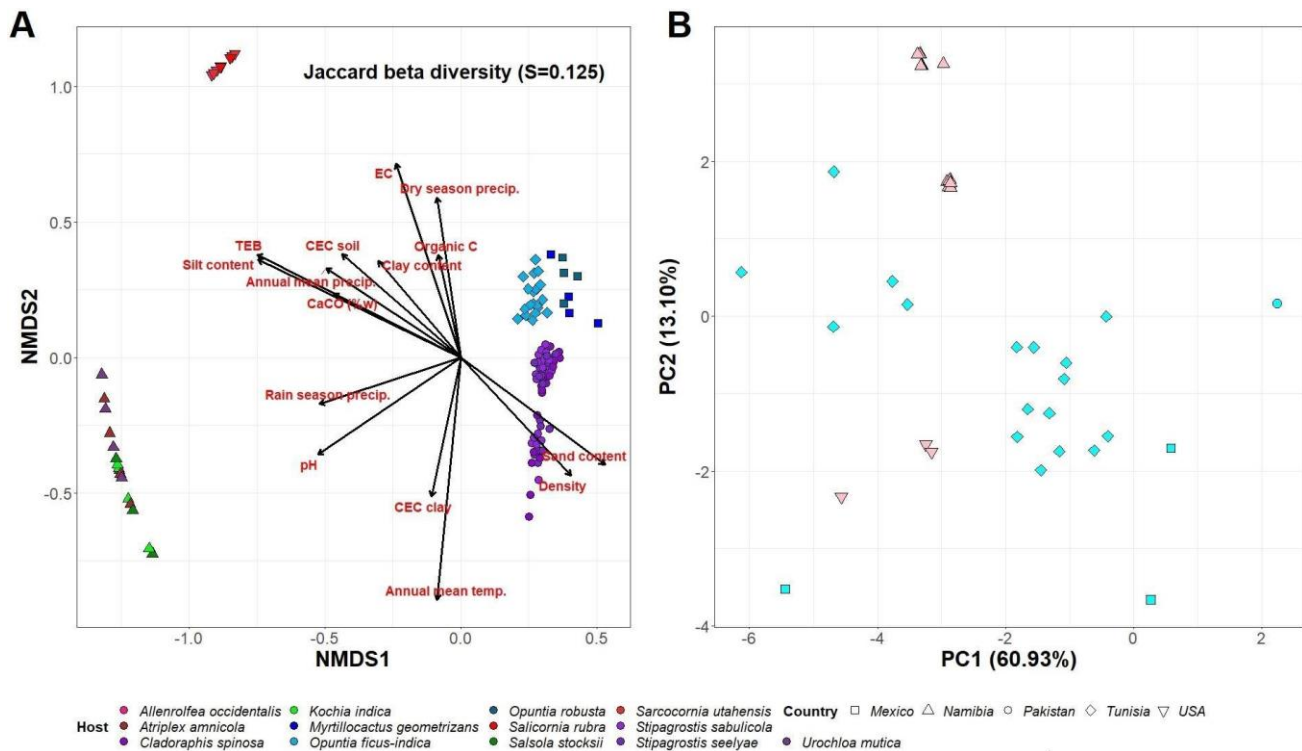 A
B
Jaccard beta diversity (S=0.125)
EC
Dry season precip.
TEB
CEC soil
Organic C
Silt content
Clay content
Annual mean precip.
CaCO (%w)
Rain season precip.
pH
Sand content
Density
CEC clay
Annual mean temp.
1.0
0.5
0.0
-0.5
NMDS2
-1.0
-0.5
0.0
0.5
NMDS1
2
0
-2
-4
PC2 (13.10%)
-6
-4
-2
0
2
PC1 (60.93%)
Host
Allenrolfea occidentalis
Atriplex amnicola
Cladoraphis spinosa
Kochia indica
Myrtillocactus geometrizans
Opuntia ficus-indica
Opuntia robusta
Salicornia rubra
Salsola stocksii
Sarcocornia utahensis
Stipagrostis sabulicola
Stipagrostis seelyae
Urochloa mutica
Country
Mexico
Namibia
Pakistan
Tunisia
USA